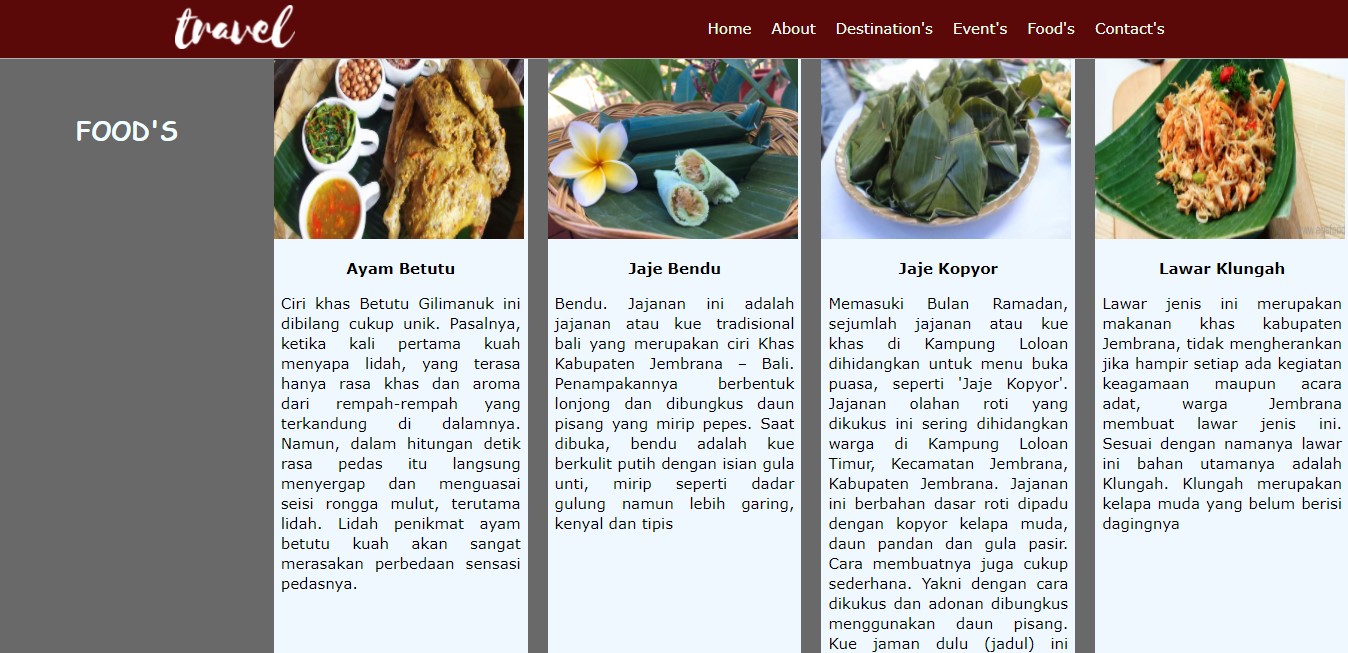 travel
Home About Destination's Event's Food's Contact's
FOOD'S
Ayam Betutu
Ciri khas Betutu Gilimanuk ini
dibilang cukup unik. Pasalnya,
ketika kali pertama kuah
menyapa lidah, yang terasa
hanya rasa khas dan aroma
dari rempah-rempah yang
terkandung di dalamnya.
Namun, dalam hitungan detik
rasa pedas itu langsung
menyergap dan menguasai
seisi rongga mulut, terutama
lidah. Lidah penikmat ayam
betutu kuah akan sangat
merasakan perbedaan sensasi
pedasnya.
Jaje Bendu
Bendu. Jajanan ini adalah
jajanan atau kue tradisional
bali yang merupakan ciri Khas
Kabupaten Jembrana – Bali.
Penampakannya berbentuk
lonjong dan dibungkus daun
pisang yang mirip pepes. Saat
dibuka, bendu adalah kue
berkulit putih dengan isian gula
unti, mirip seperti dadar
gulung namun lebih garing,
kenyal dan tipis
Jaje Kopyor
Memasuki Bulan Ramadan,
sejumlah jajanan atau kue
khas di Kampung Loloan
dihidangkan untuk menu buka
puasa, seperti 'Jaje Kopyor'.
Jajanan olahan roti yang
dikukus ini sering dihidangkan
warga di Kampung Loloan
Timur, Kecamatan Jembrana,
Kabupaten Jembrana. Jajanan
ini berbahan dasar roti dipadu
dengan kopyor kelapa muda,
daun pandan dan gula pasir.
Cara membuatnya juga cukup
sederhana. Yakni dengan cara
dikukus dan adonan dibungkus
menggunakan daun pisang.
Kue jaman dulu (jadul) ini
Lawar Klungah
Lawar jenis ini merupakan
makanan khas kabupaten
Jembrana, tidak mengherankan
jika hampir setiap ada kegiatan
keagamaan maupun acara
adat, warga Jembrana
membuat lawar jenis ini.
Sesuai dengan namanya lawar
ini bahan utamanya adalah
Klungah. Klungah merupakan
kelapa muda yang belum berisi
dagingnya